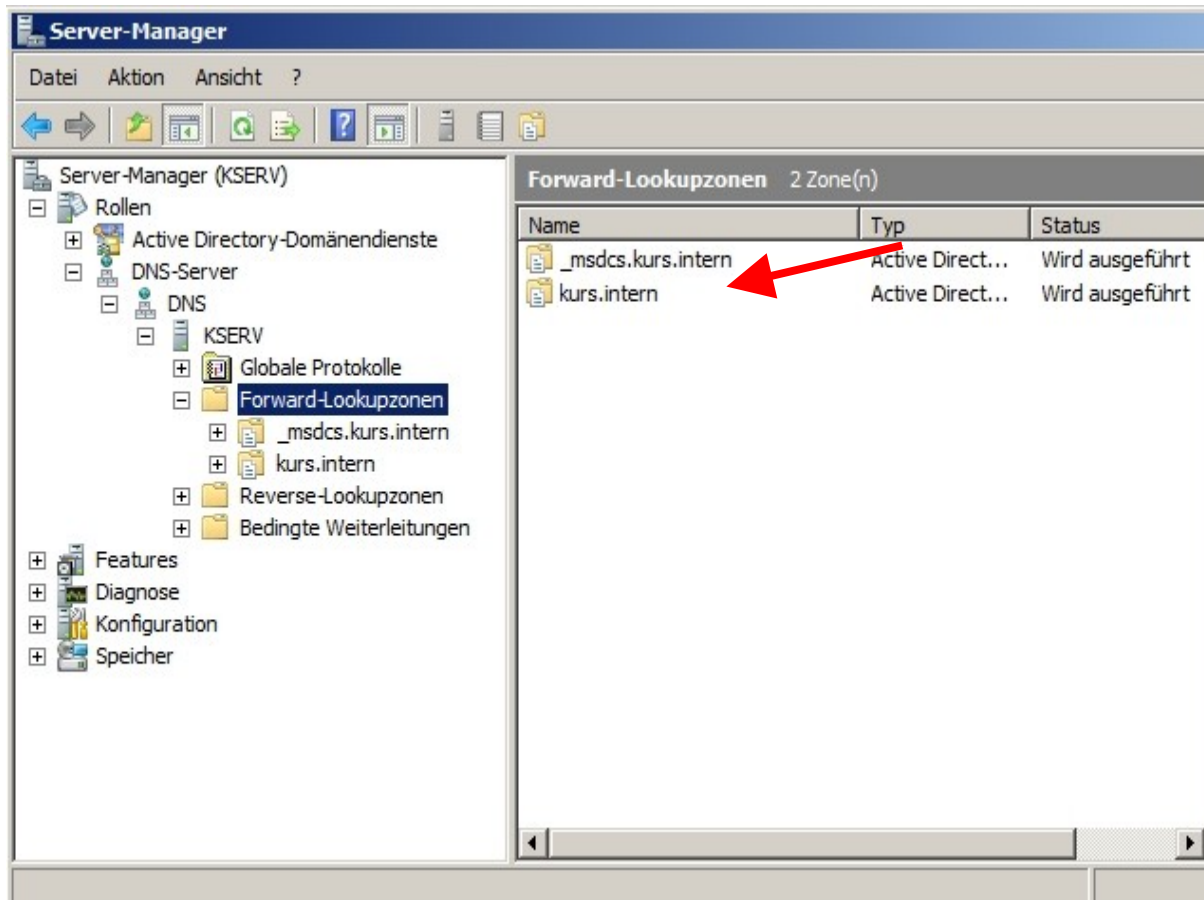 Server-Manager
Datei Aktion Ansicht ?
Server-Manager (KSERV)
Rollen
Active Directory-Domänendienste
DNS-Server
DNS
KSERV
Globale Protokolle
Forward-Lookupzonen
_msdcs.kurs.intern
kurs.intern
Reverse-Lookupzonen
Bedingte Weiterleitungen
Features
Diagnose
Konfiguration
Speicher
Forward-Lookupzonen 2 Zone(n)
Name Typ Status
_msdcs.kurs.intern Active Direct... Wird ausgeführt
kurs.intern Active Direct... Wird ausgeführt